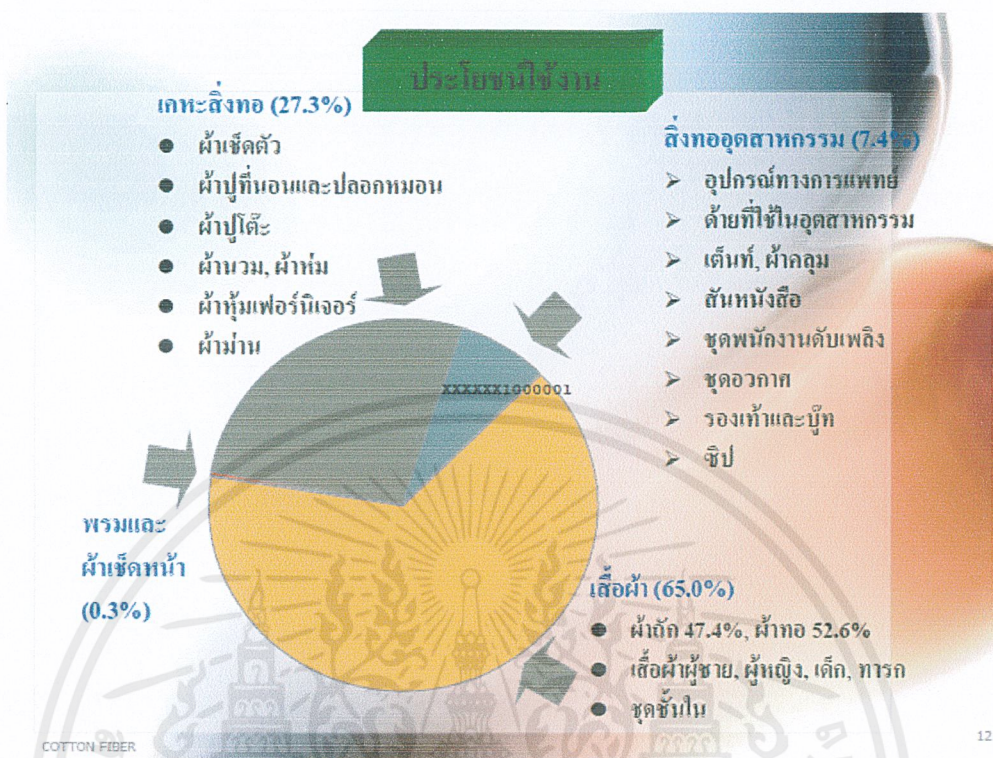 ประโยชน์ใช้งาน
เคหะสิ่งทอ (27.3%)
● ผ้าเช็ดตัว
● ผ้าปูที่นอนและปลอกหมอน
● ผ้าปูโต๊ะ
● ผ้านวม, ผ้าห่ม
● ผ้าหุ้มเฟอร์นิเจอร์
● ผ้าม่าน
สิ่งทออุตสาหกรรม (7.4%)
➢ อุปกรณ์ทางการแพทย์
➢ ด้ายที่ใช้ในอุตสาหกรรม
➢ เต็นท์, ผ้าคลุม
➢ สันหนังสือ
➢ ชุดพนักงานดับเพลิง
➢ ชุดอวกาศ
➢ รองเท้าและบู๊ท
➢ ซิป
XXXXXX1000001
พรมและ
ผ้าเช็ดหน้า
(0.3%)
เสื้อผ้า (65.0%)
● ผ้าถัก 47.4%, ผ้าทอ 52.6%
● เสื้อผ้าผู้ชาย, ผู้หญิง, เด็ก, ทารก
● ชุดชั้นใน
COTTON FIBER
12